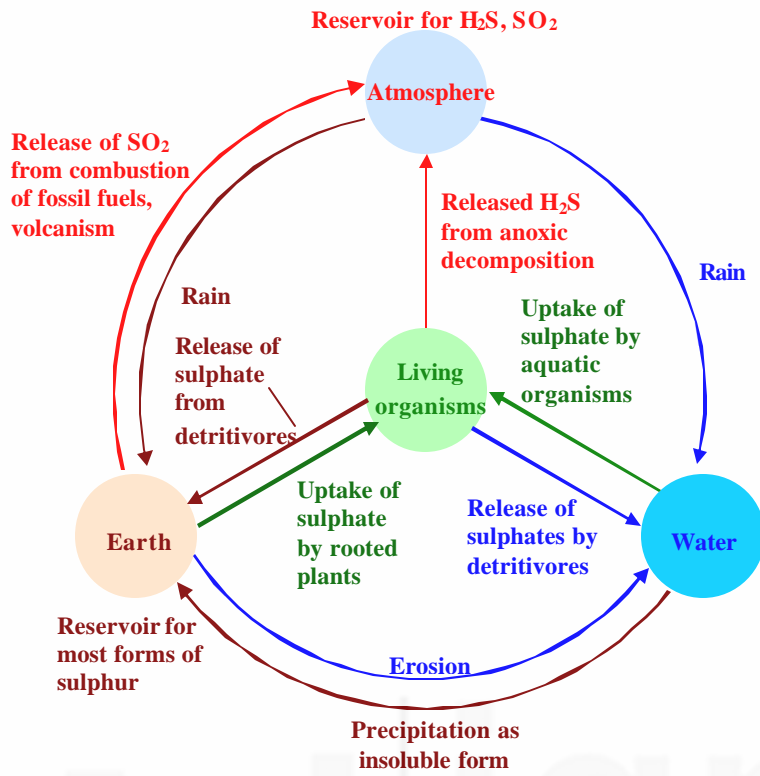 Reservoir for H₂S, SO₂
Atmosphere
Release of SO₂
from combustion
of fossil fuels,
volcanism
Released H₂S
from anoxic
decomposition
Rain
Rain
Uptake of
sulphate by
aquatic
organisms
Release of
sulphate
from
detritivores
Living
organisms
Uptake of
sulphate
by rooted
plants
Release of
sulphates by
detritivores
Earth
Water
Reservoir for
most forms of
sulphur
Erosion
Precipitation as
insoluble form